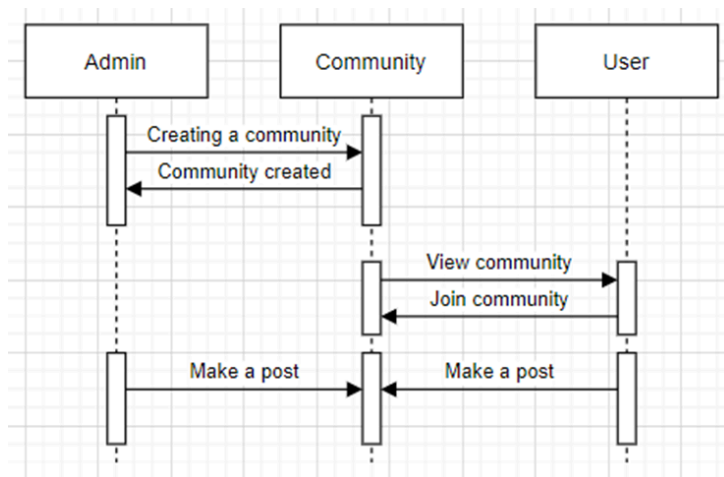 Admin
Community
User
Creating a community
Community created
View community
Join community
Make a post
Make a post